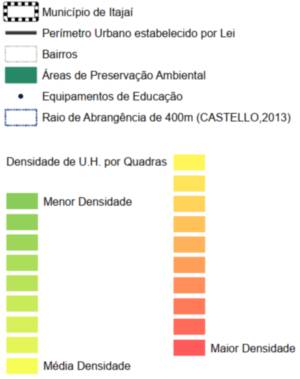 Município de Itajaí
Perímetro Urbano estabelecido por Lei
Bairros
Áreas de Preservação Ambiental
Equipamentos de Educação
Raio de Abrangência de 400m (CASTELLO,2013)
Densidade de U.H. por Quadras
Menor Densidade
Maior Densidade
Média Densidade